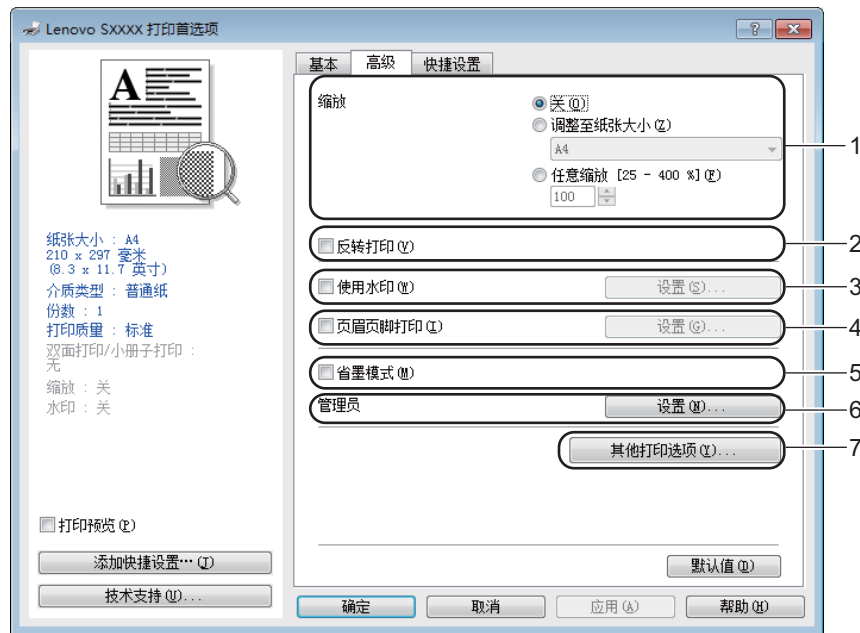 Lenovo SXXXX 打印首选项
基本 高级 快捷设置
A
缩放
关(O)
调整至纸张大小(Z)
A4
任意缩放 [25 - 400 %](F)
100
1
反转打印(V)
2
使用水印(W) 设置(S)...
3
页眉页脚打印(I) 设置(G)...
4
省墨模式(M)
5
管理员 设置(N)...
6
其他打印选项(Y)...
7
纸张大小 : A4
210 x 297 毫米
(8.3 x 11.7 英寸)
介质类型 : 普通纸
份数 : 1
打印质量 : 标准
双面打印/小册子打印 :
无
缩放 : 关
水印 : 关
打印预览(P)
添加快捷设置…(T)
技术支持(U)...
默认值(D)
确定 取消 应用(A) 帮助(H)